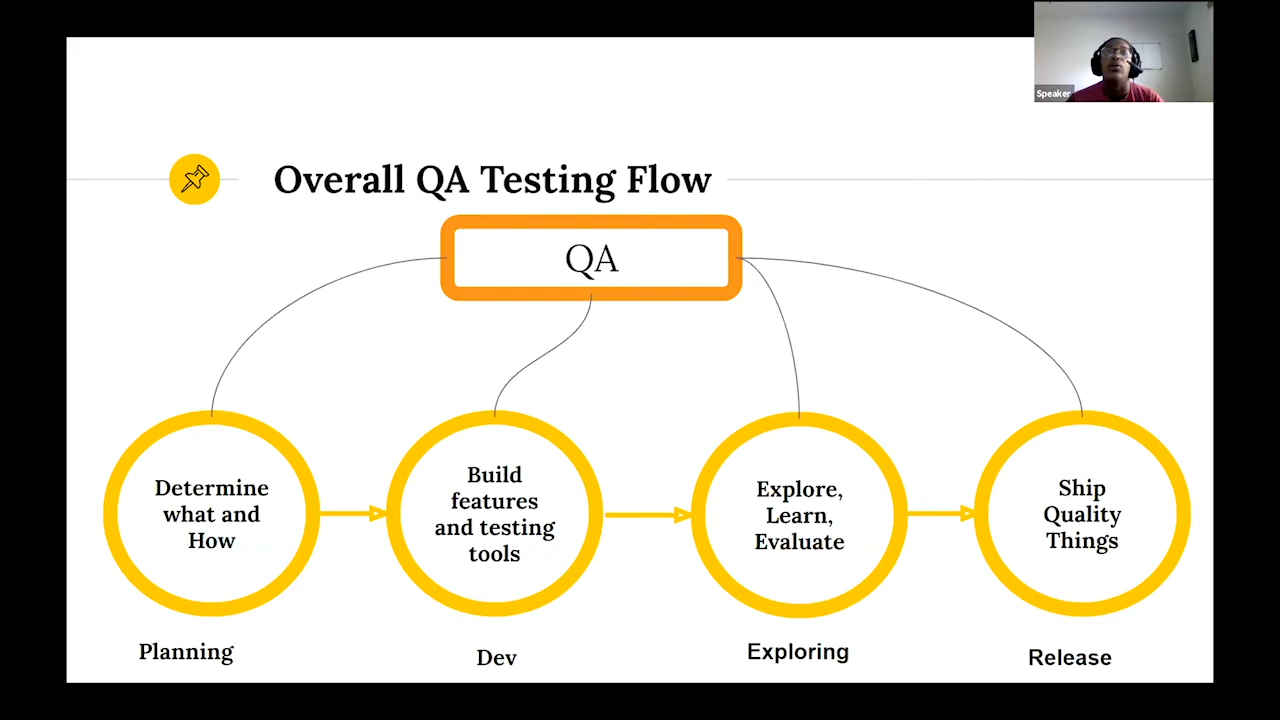 Speaker
Overall QA Testing Flow
QA
Determine
what and
How
Build
features
and testing
tools
Explore,
Learn,
Evaluate
Ship
Quality
Things
Planning
Dev
Exploring
Release